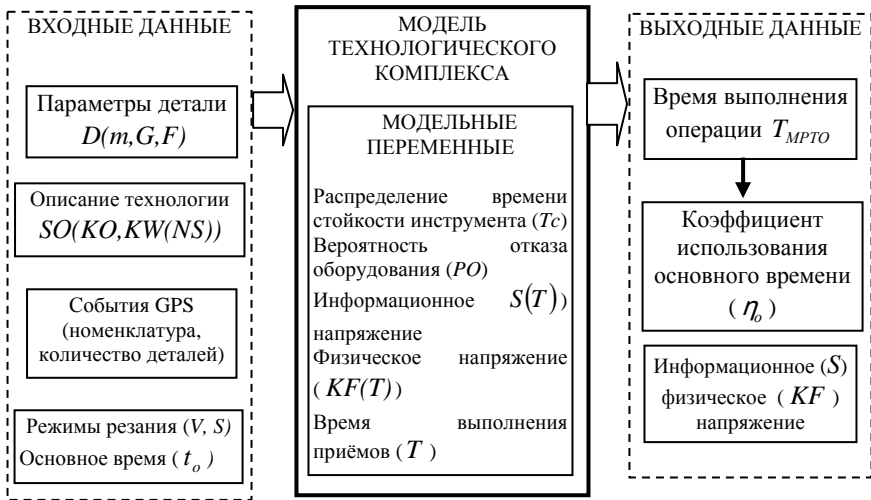 ВХОДНЫЕ ДАННЫЕ
Параметры детали
D(m,G,F)
Описание технологии
SO(KO,KW(NS))
События GPS
(номенклатура,
количество деталей)
Режимы резания (V, S)
Основное время ( t_o )
МОДЕЛЬ
ТЕХНОЛОГИЧЕСКОГО
КОМПЛЕКСА
МОДЕЛЬНЫЕ
ПЕРЕМЕННЫЕ
Распределение времени
стойкости инструмента (Tc)
Вероятность отказа
оборудования (PO)
Информационное S(T) )
напряжение
Физическое напряжение
( KF(T) )
Время выполнения
приёмов ( T )
ВЫХОДНЫЕ ДАННЫЕ
Время выполнения
операции T_MPTO
Коэффициент
использования
основного времени
( η_o )
Информационное (S)
физическое ( KF )
напряжение